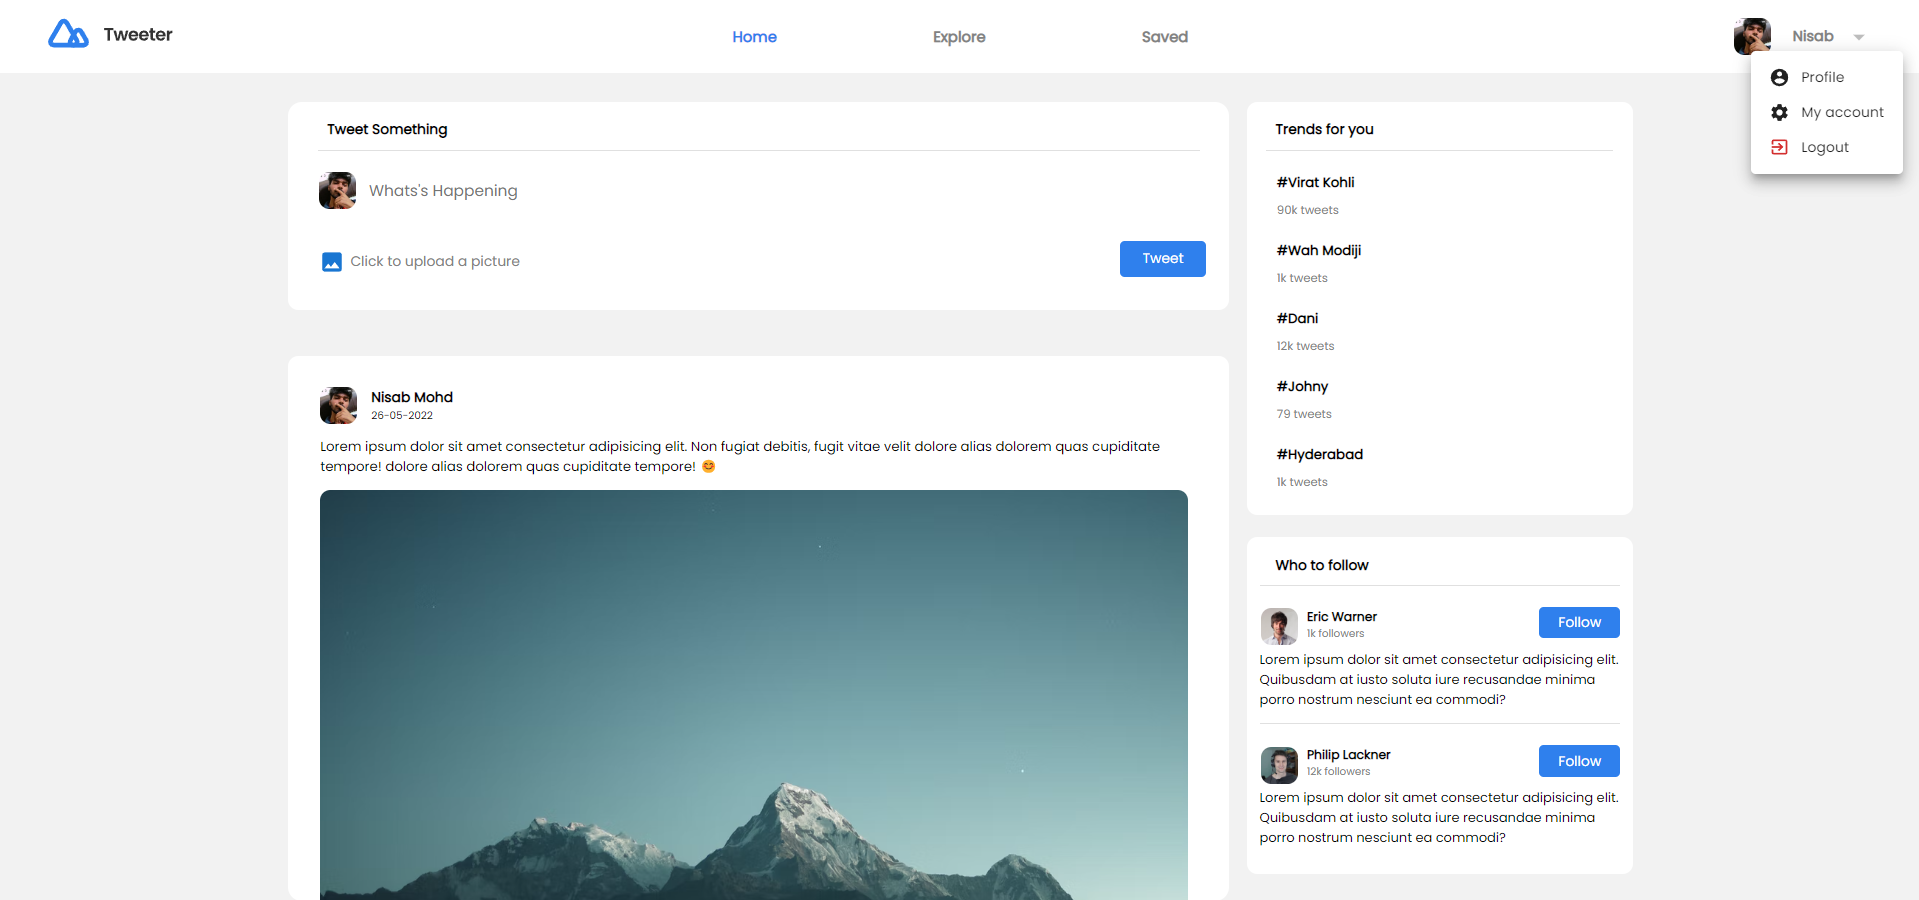 Tweeter
Home
Explore
Saved
Nisab
Profile
My account
Logout
Tweet Something
Whats's Happening
Click to upload a picture
Tweet
Nisab Mohd
26-05-2022
Lorem ipsum dolor sit amet consectetur adipisicing elit. Non fugiat debitis, fugit vitae velit dolore alias dolorem quas cupiditate
tempore! dolore alias dolorem quas cupiditate tempore! 😊
Trends for you
#Virat Kohli
90k tweets
#Wah Modiji
1k tweets
#Dani
12k tweets
#Johny
79 tweets
#Hyderabad
1k tweets
Who to follow
Eric Warner
1k followers
Follow
Lorem ipsum dolor sit amet consectetur adipisicing elit.
Quibusdam at iusto soluta iure recusandae minima
porro nostrum nesciunt ea commodi?
Philip Lackner
12k followers
Follow
Lorem ipsum dolor sit amet consectetur adipisicing elit.
Quibusdam at iusto soluta iure recusandae minima
porro nostrum nesciunt ea commodi?